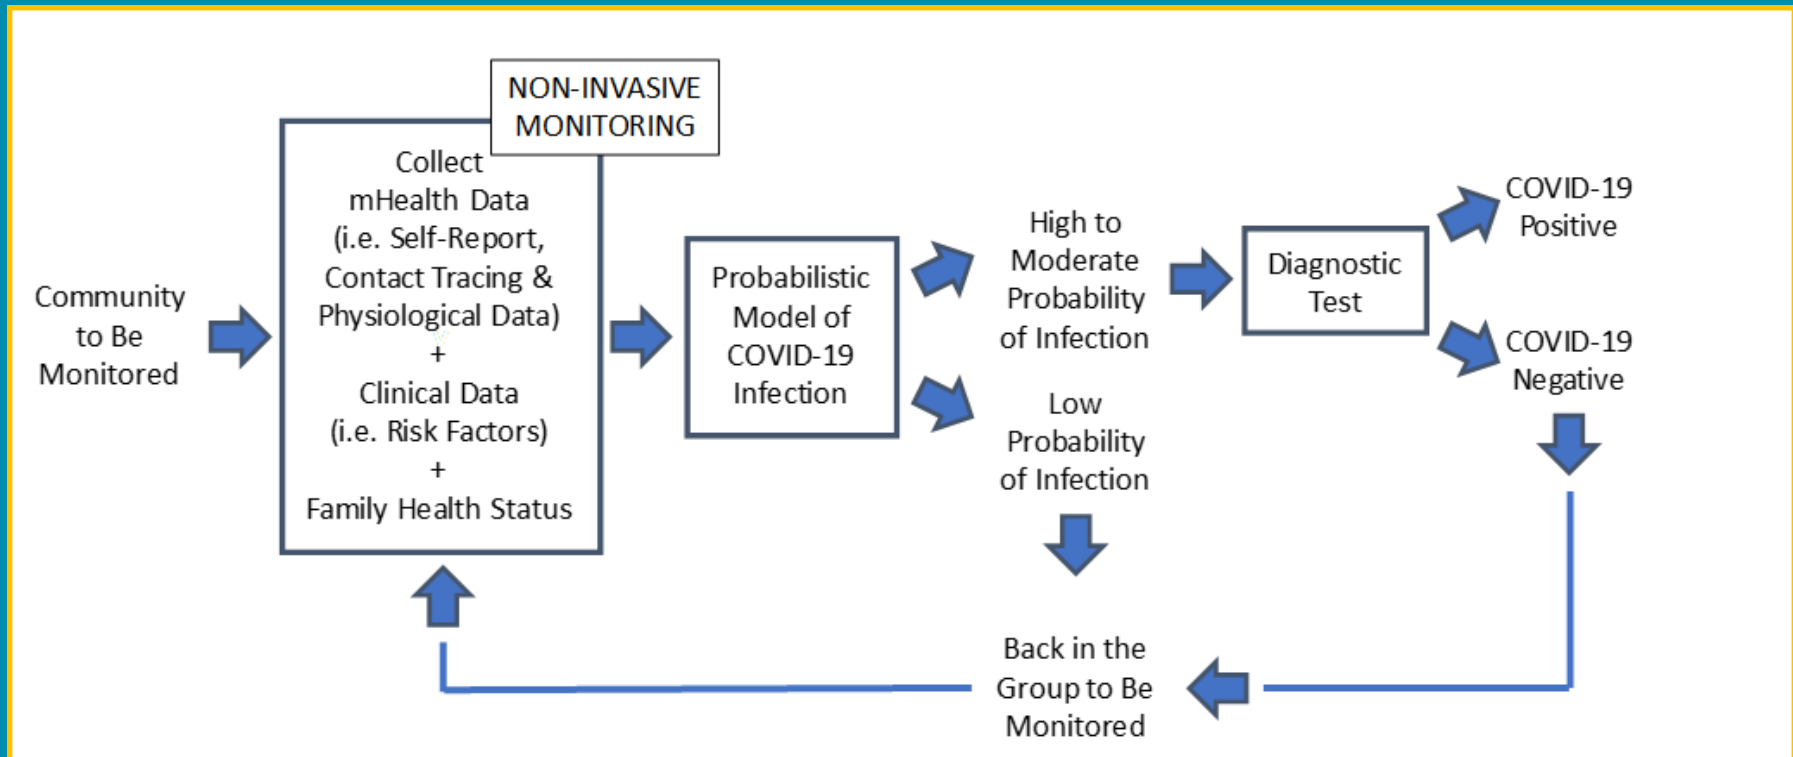 NON-INVASIVE
MONITORING
Community
to Be
Monitored
Collect
mHealth Data
(i.e. Self-Report,
Contact Tracing &
Physiological Data)
+
Clinical Data
(i.e. Risk Factors)
+
Family Health Status
Probabilistic
Model of
COVID-19
Infection
High to
Moderate
Probability
of Infection
Low
Probability
of Infection
Diagnostic
Test
COVID-19
Positive
COVID-19
Negative
Back in the
Group to Be
Monitored